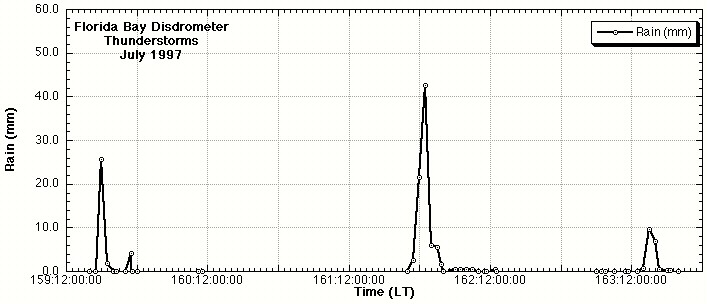 Florida Bay Disdrometer
Thunderstorms
July 1997
Rain (mm)
Rain (mm)
60.0
50.0
40.0
30.0
20.0
10.0
0.0
159:12:00:00
160:12:00:00
161:12:00:00
162:12:00:00
163:12:00:00
Time (LT)